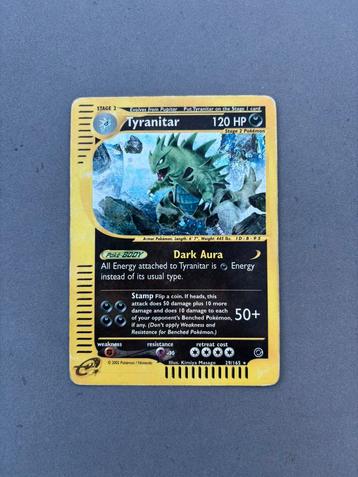 STAGE 2 Evolves from Pupitar Put Tyranitar on the Stage 1 card
Tyranitar 120 HP
Stage 2 Pokémon
Armor Pokémon. Length: 6' 7", Weight: 445 lbs.
Poké-BODY Dark Aura
All Energy attached to Tyranitar is Energy
instead of its usual type.
Stamp Flip a coin. If heads, this
attack does 50 damage plus 10 more
damage and does 10 damage to each
of your opponent's Benched Pokémon,
if any. (Don't apply Weakness and
Resistance for Benched Pokémon.)
50+
weakness resistance retreat cost
-30
Illus. Kimiya Masago
© 2002 Pokémon / Nintendo 29/165
e